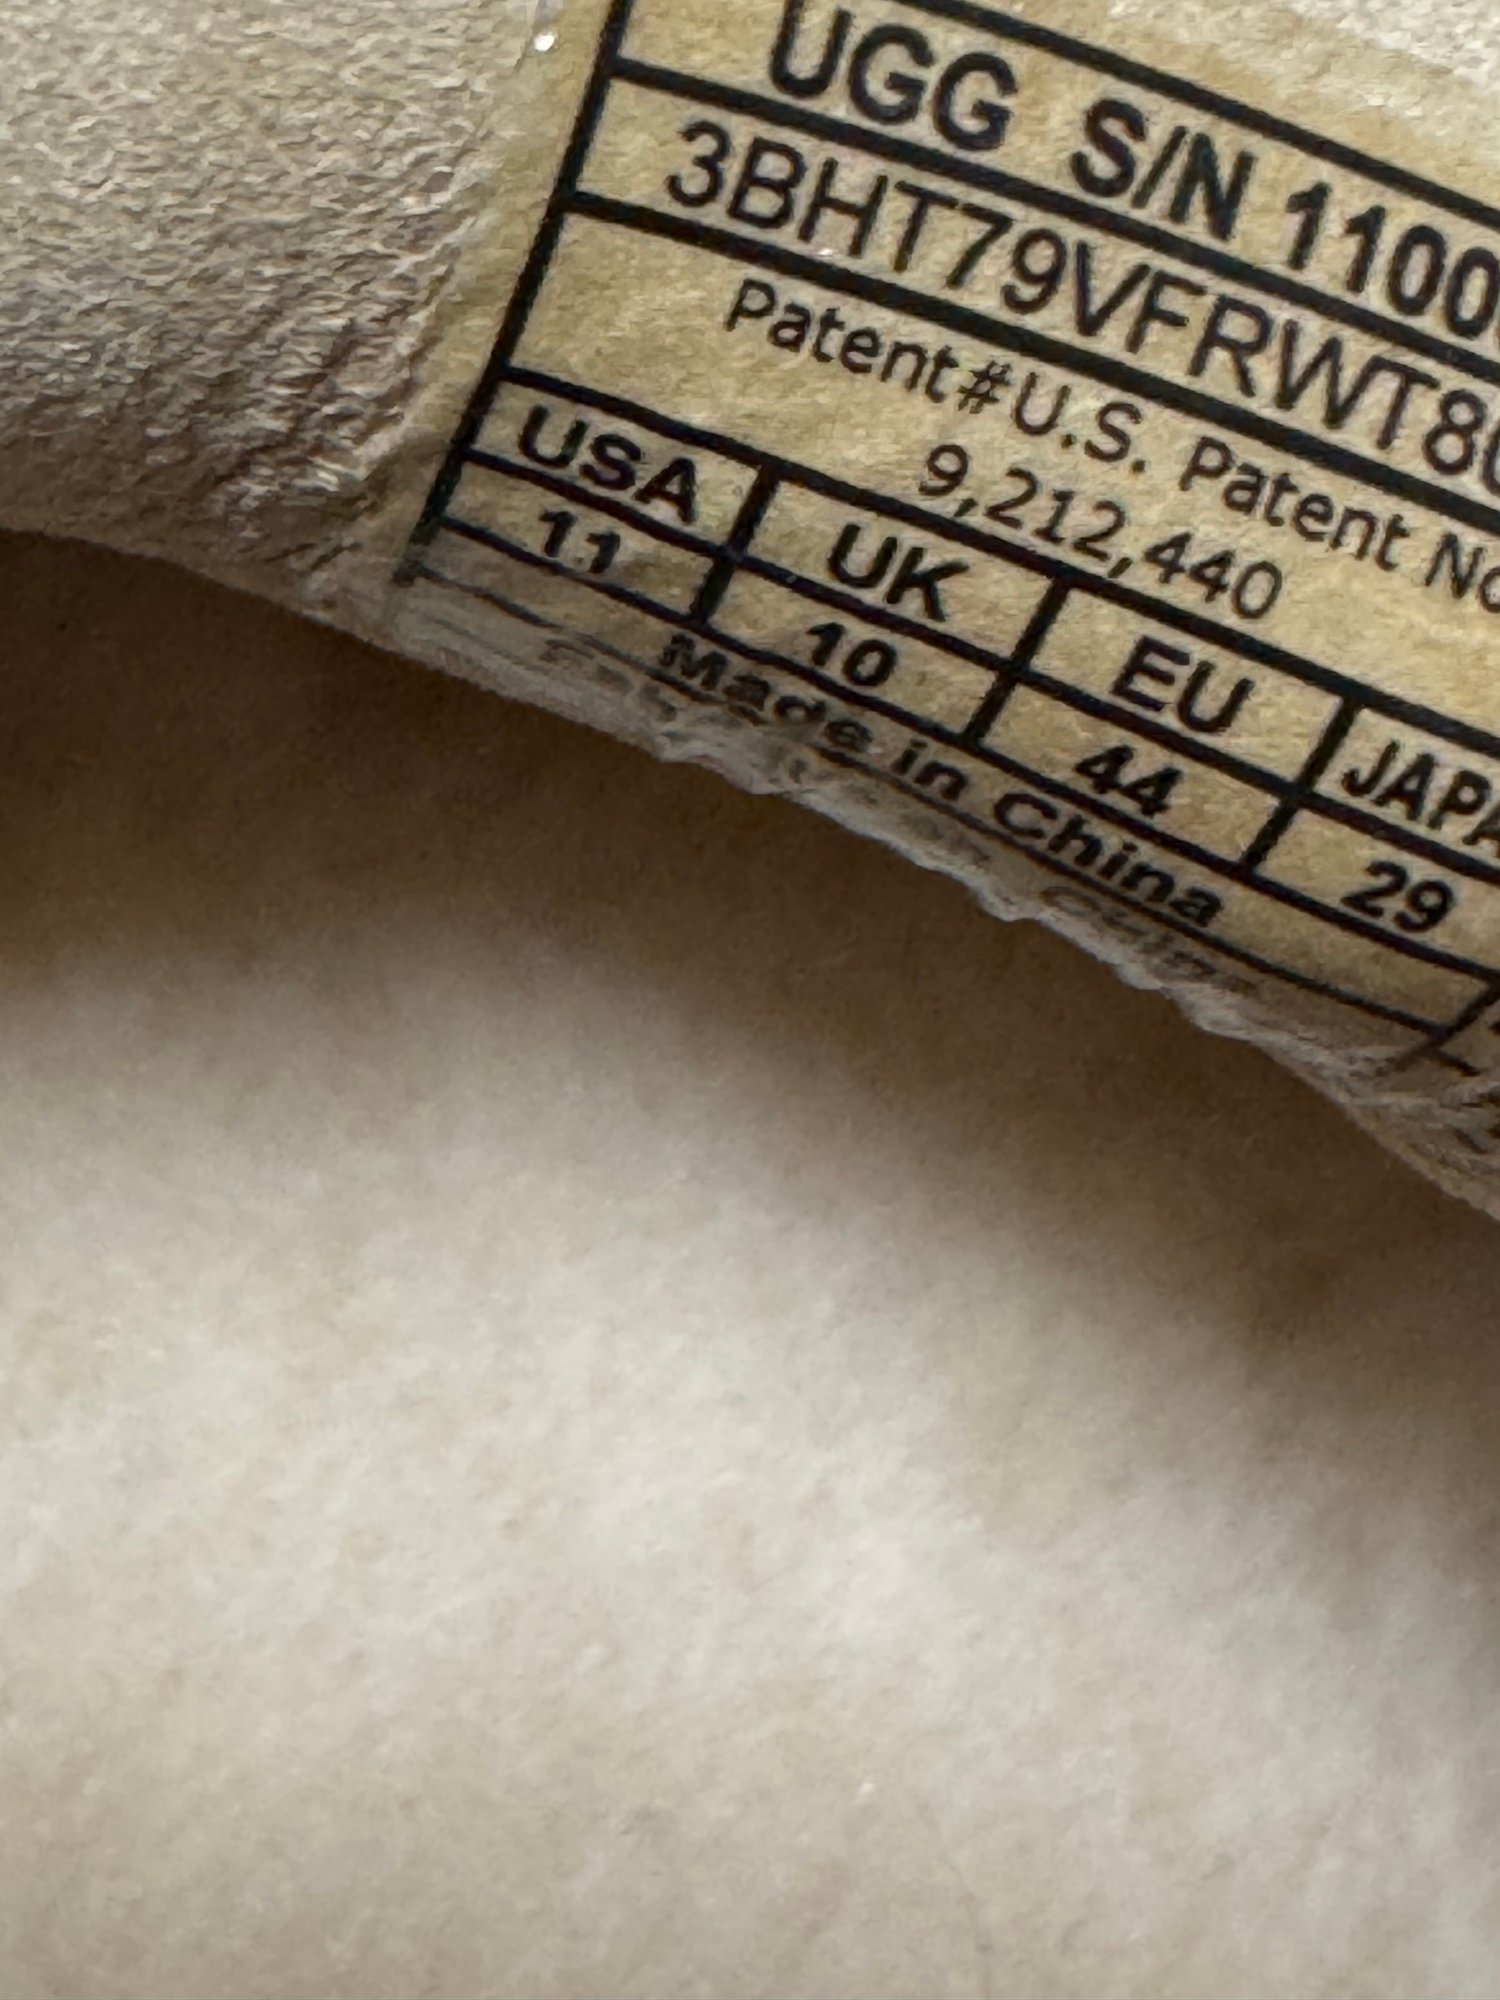 UGG S/N 1100
3BHT79VFRWT8
Patent#U.S. Patent No
9,212,440
USA UK EU JAPA
11 10 44 29
Made in China